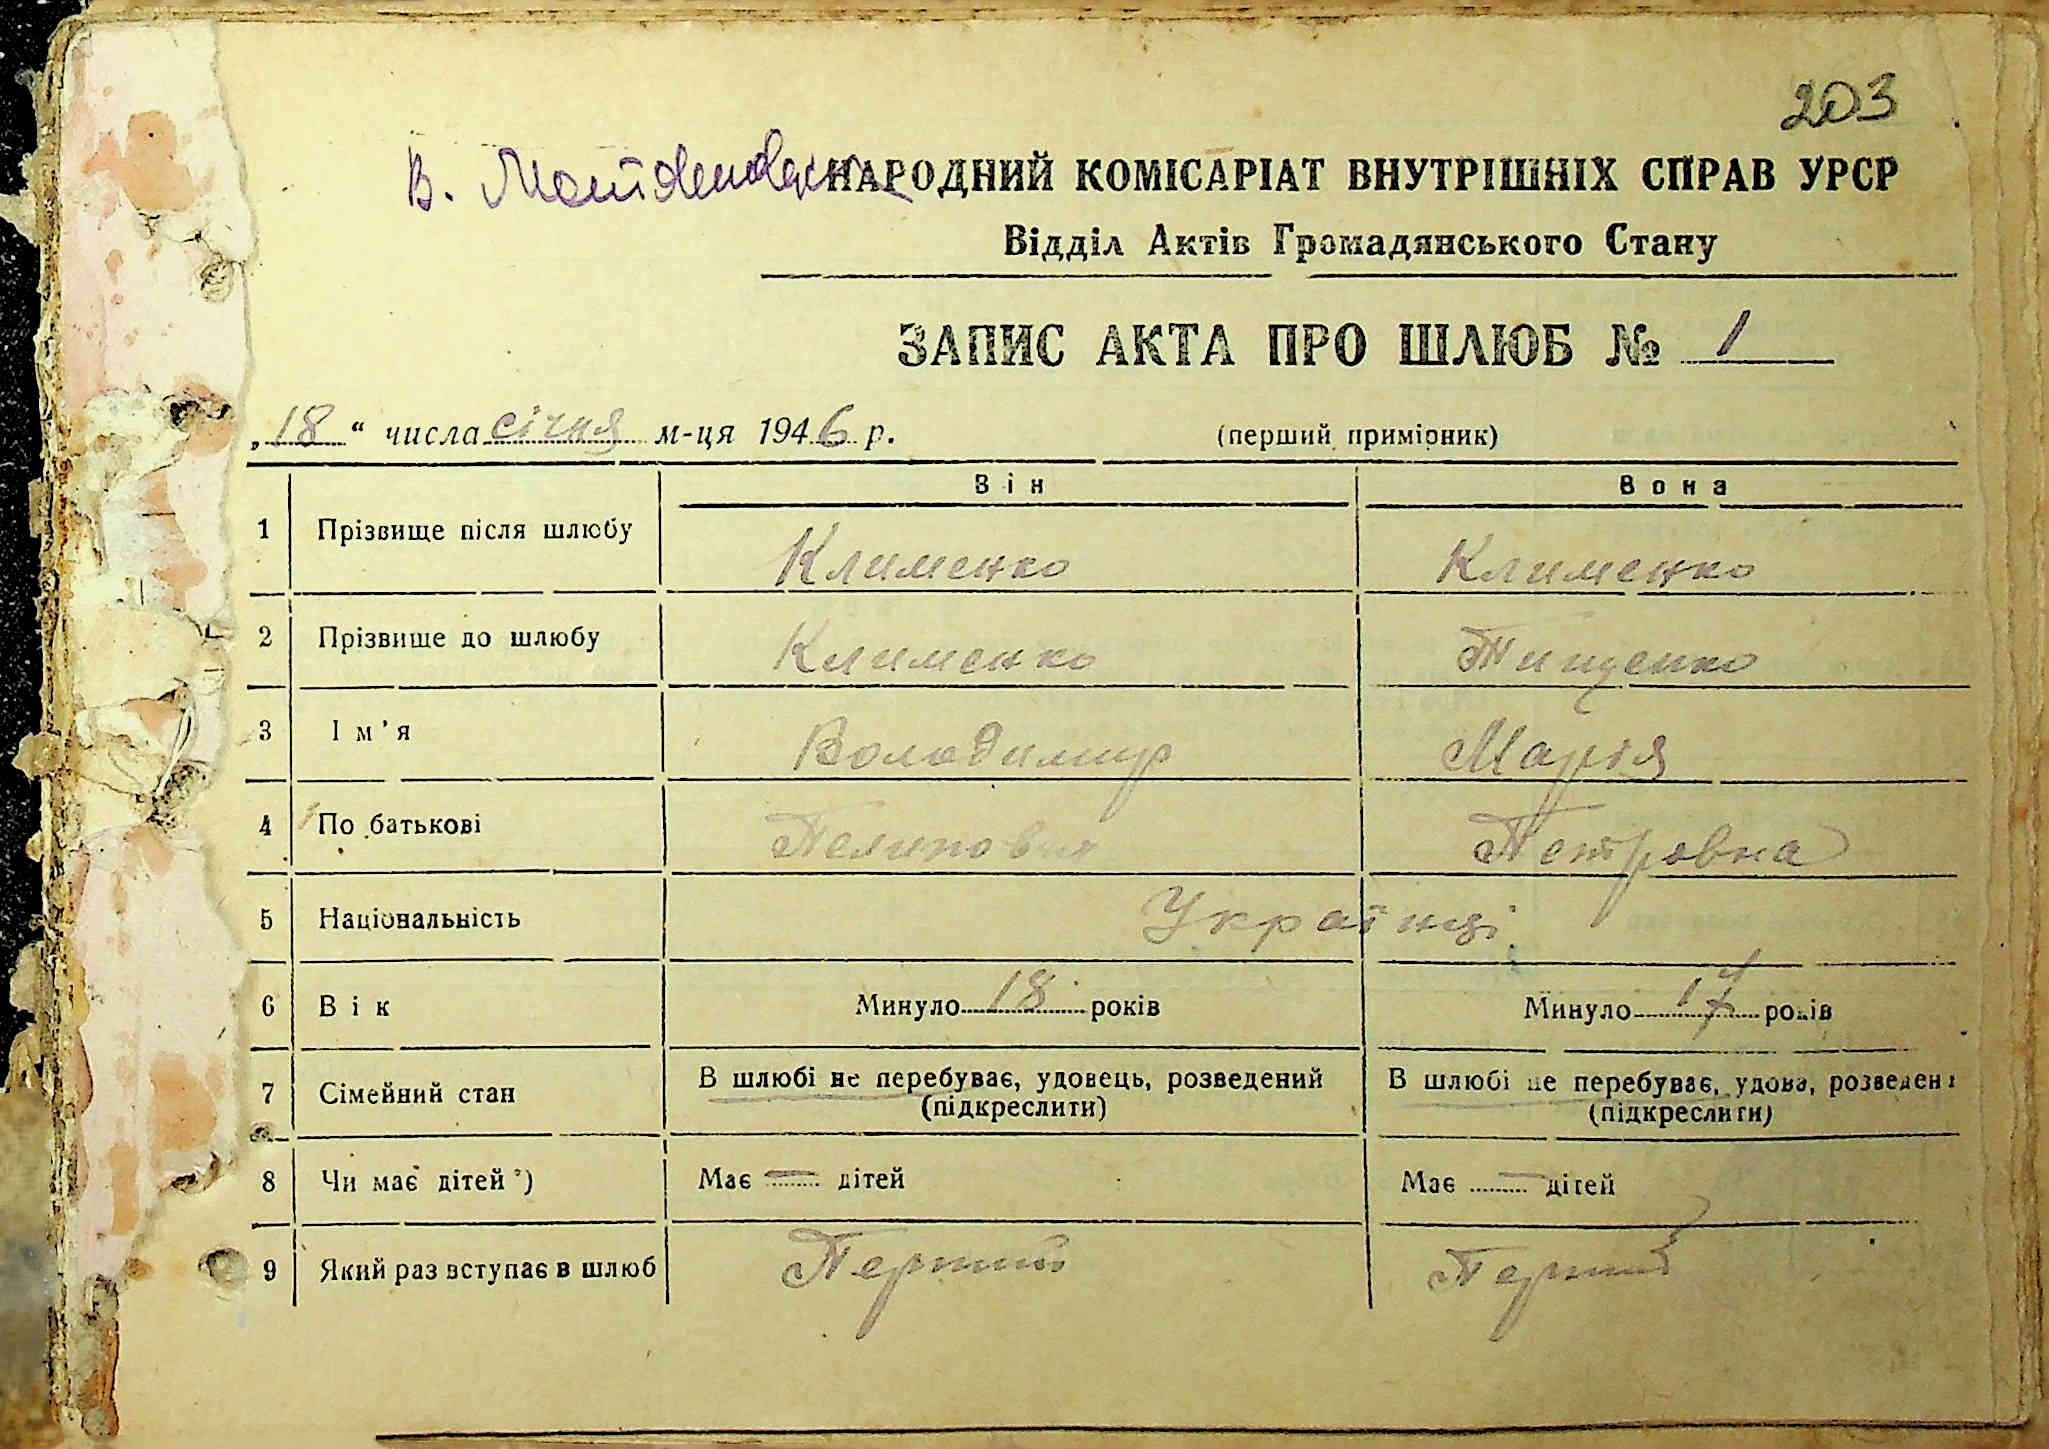 203
В.
НАРОДНИЙ КОМІСАРІАТ ВНУТРІШНІХ СПРАВ УРСР
Відділ Актів Громадянського Стану
ЗАПИС АКТА ПРО ШЛЮБ № 1
„18“ числа січня м-ця 1946 р. (перший примірник)
Він Вона
1 Прізвище після шлюбу Клименко Клименко
2 Прізвище до шлюбу Клименко Тищенко
3 Ім'я Володимир Марія
4 По батькові Петровна
5 Національність Українці
6 Вік Минуло 18 років Минуло 17 років
7 Сімейний стан В шлюбі не перебуває, удовець, розведений В шлюбі не перебуває, удова, розведені
(підкреслити) (підкреслити)
8 Чи має дітей *) Має — дітей Має — дітей
9 Який раз вступає в шлюб Перший Перший